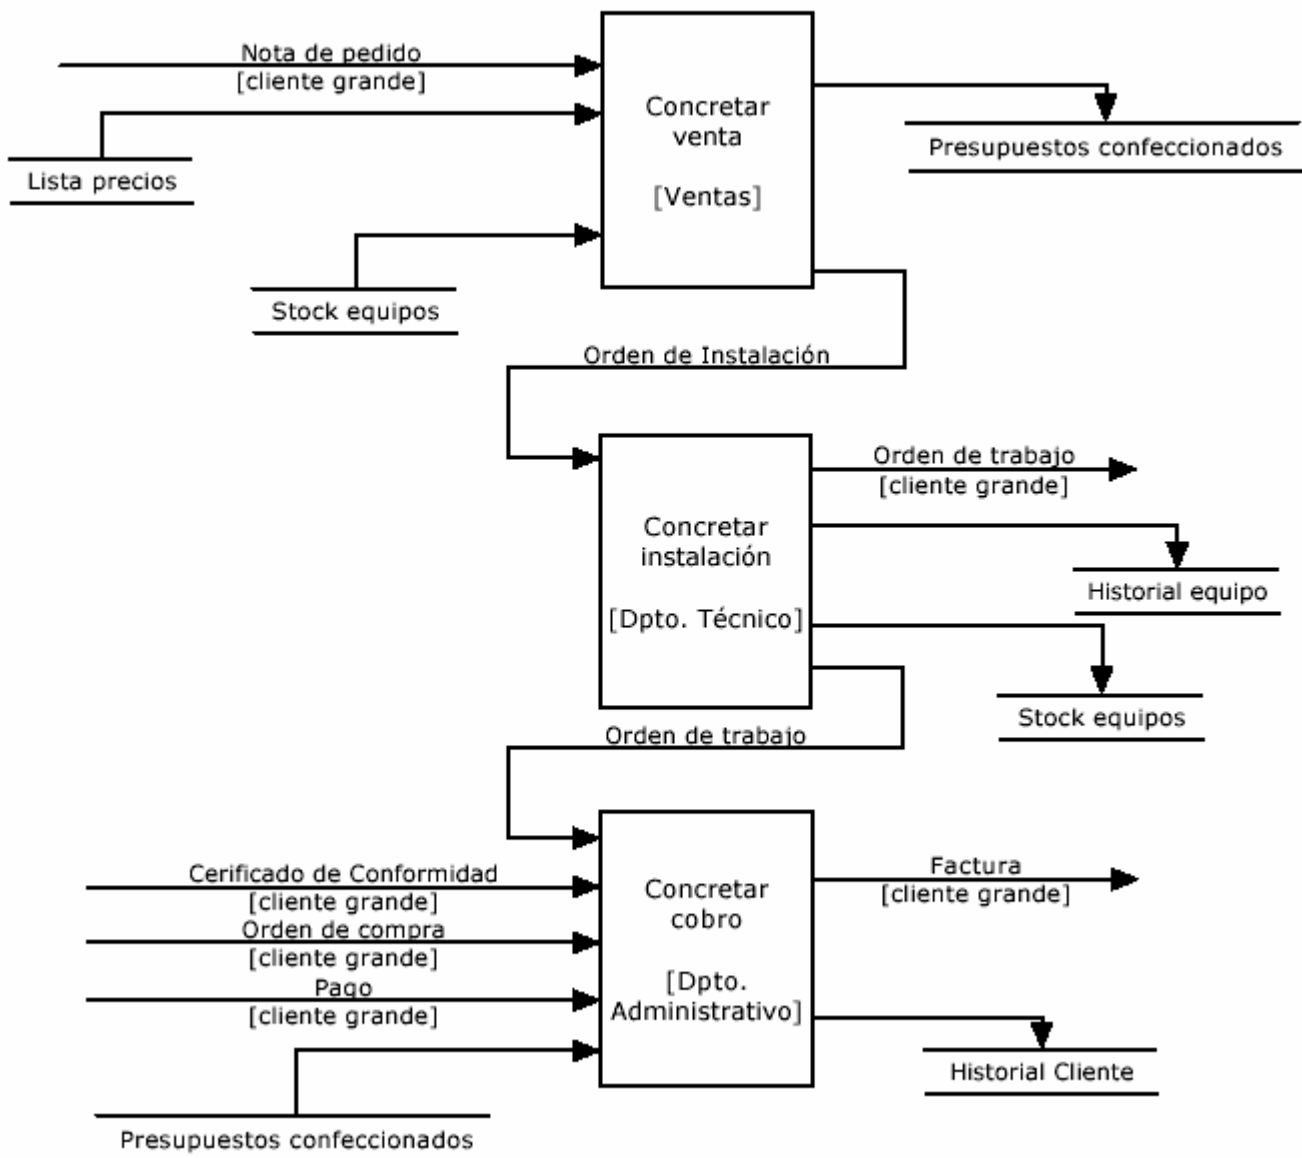 Nota de pedido
[cliente grande]
Lista precios
Stock equipos
Concretar
venta
[Ventas]
Presupuestos confeccionados
Orden de Instalación
Concretar
instalación
[Dpto. Técnico]
Orden de trabajo
[cliente grande]
Historial equipo
Stock equipos
Orden de trabajo
Cerificado de Conformidad
[cliente grande]
Orden de compra
[cliente grande]
Pago
[cliente grande]
Presupuestos confeccionados
Concretar
cobro
[Dpto.
Administrativo]
Factura
[cliente grande]
Historial Cliente